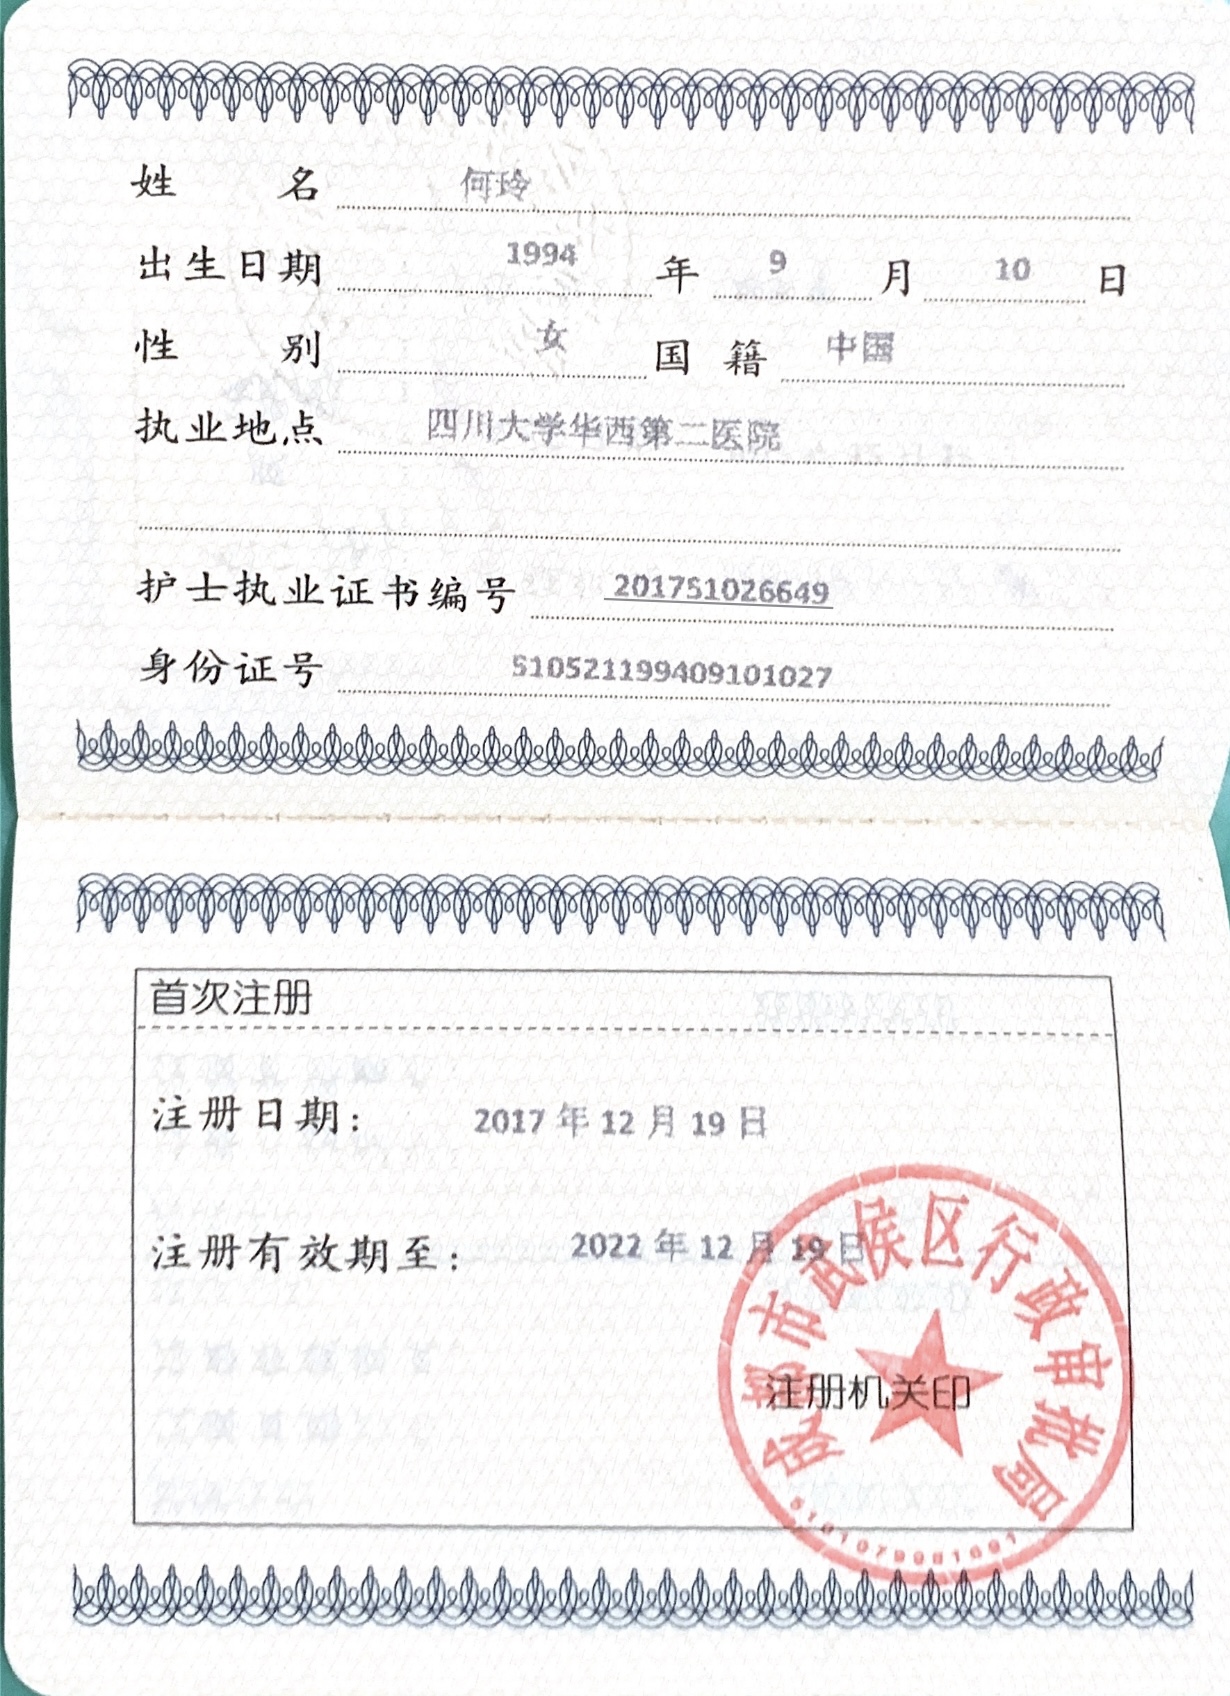 姓名 何玲
出生日期 1994 年 9 月 10 日
性别 女 国籍 中国
执业地点 四川大学华西第二医院
护士执业证书编号 201751026649
身份证号 510521199409101027
首次注册
注册日期: 2017 年 12 月 19 日
注册有效期至: 2022 年 12 月 19 日
成都市武侯区行政审批局
注册机关印